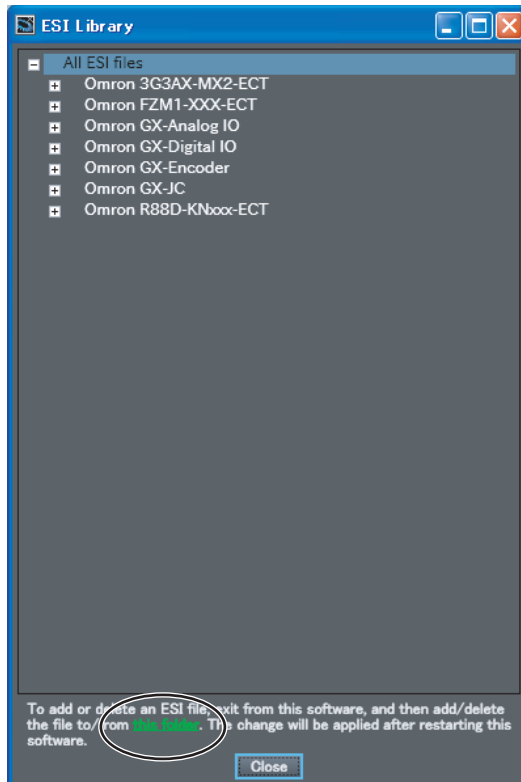 ESI Library
All ESI files
Omron 3G3AX-MX2-ECT
Omron FZM1-XXX-ECT
Omron GX-Analog IO
Omron GX-Digital IO
Omron GX-Encoder
Omron GX-JC
Omron R88D-KNxxx-ECT
To add or delete an ESI file, exit from this software, and then add/delete
the file to/from this folder. The change will be applied after restarting this
software.
Close